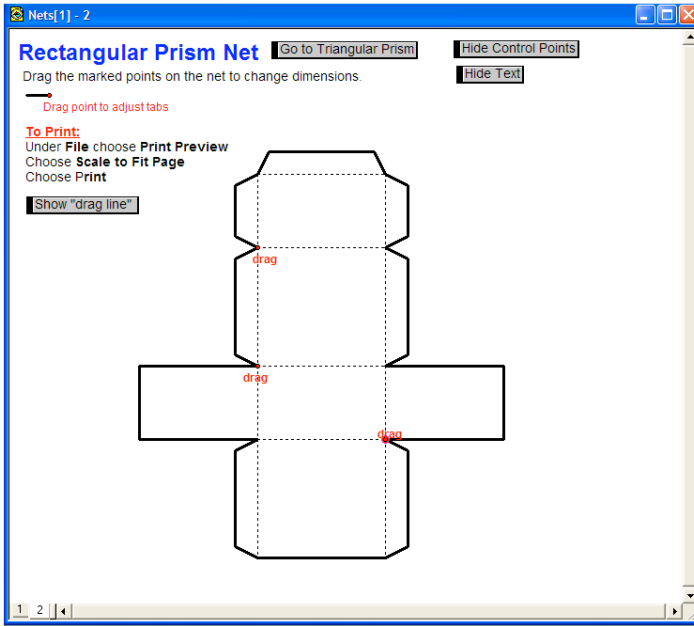 Nets[1] - 2
Rectangular Prism Net
Go to Triangular Prism
Hide Control Points
Drag the marked points on the net to change dimensions.
Hide Text
Drag point to adjust tabs
To Print:
Under File choose Print Preview
Choose Scale to Fit Page
Choose Print
Show "drag line"
drag
drag
drag
1 2